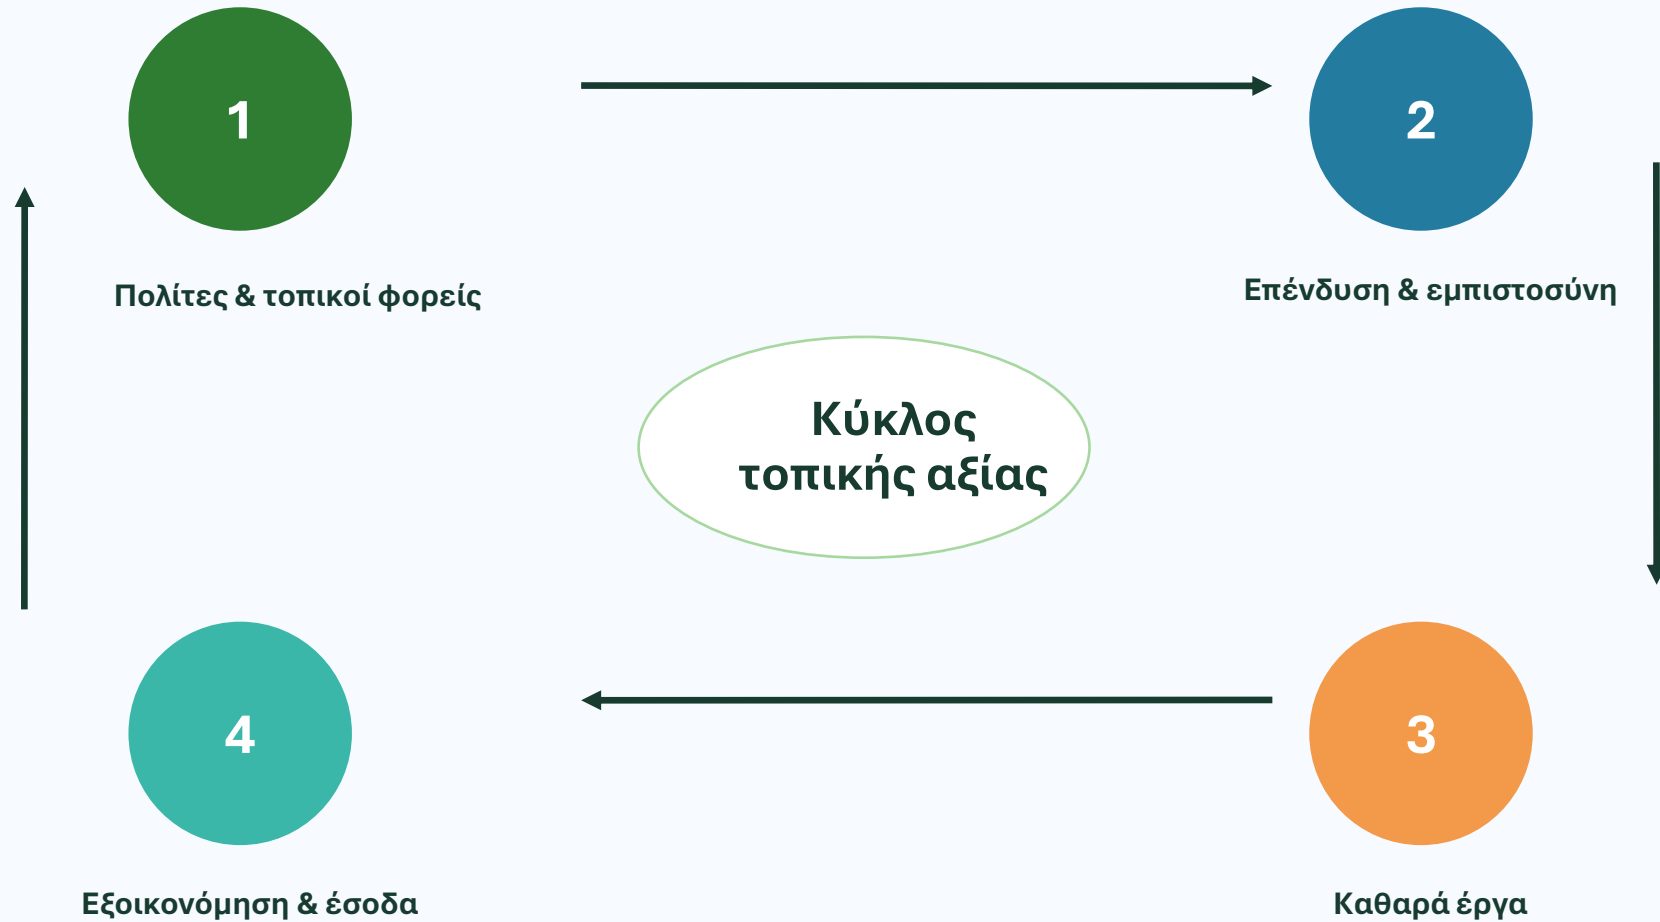 1
2
Πολίτες & τοπικοί φορείς
Επένδυση & εμπιστοσύνη
Κύκλος
τοπικής αξίας
4
3
Εξοικονόμηση & έσοδα
Καθαρά έργα